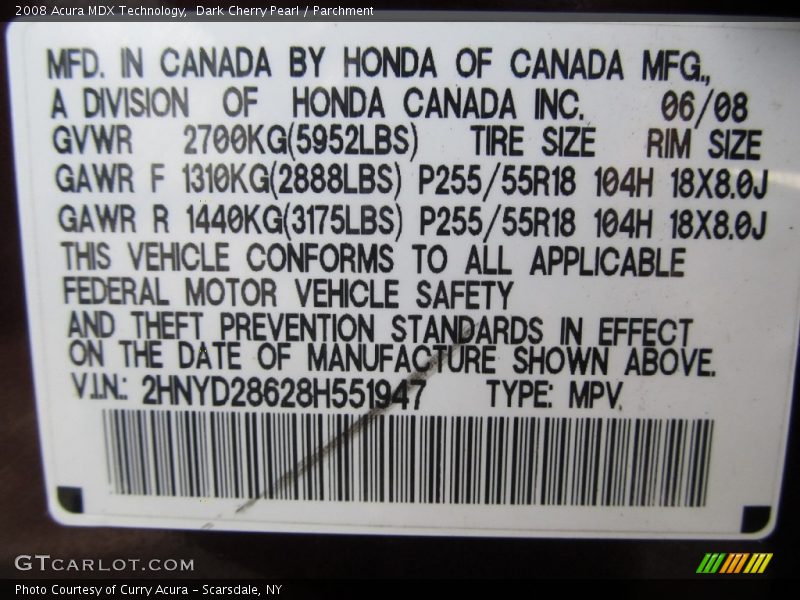 2008 Acura MDX Technology, Dark Cherry Pearl / Parchment
MFD. IN CANADA BY HONDA OF CANADA MFG.,
A DIVISION OF HONDA CANADA INC. 06/08
GVWR 2700KG(5952LBS) TIRE SIZE RIM SIZE
GAWR F 1310KG(2888LBS) P255/55R18 104H 18X8.0J
GAWR R 1440KG(3175LBS) P255/55R18 104H 18X8.0J
THIS VEHICLE CONFORMS TO ALL APPLICABLE
FEDERAL MOTOR VEHICLE SAFETY
AND THEFT PREVENTION STANDARDS IN EFFECT
ON THE DATE OF MANUFACTURE SHOWN ABOVE.
V.I.N.: 2HNYD28628H551947 TYPE: MPV
GTCARLOT.COM
Photo Courtesy of Curry Acura - Scarsdale, NY